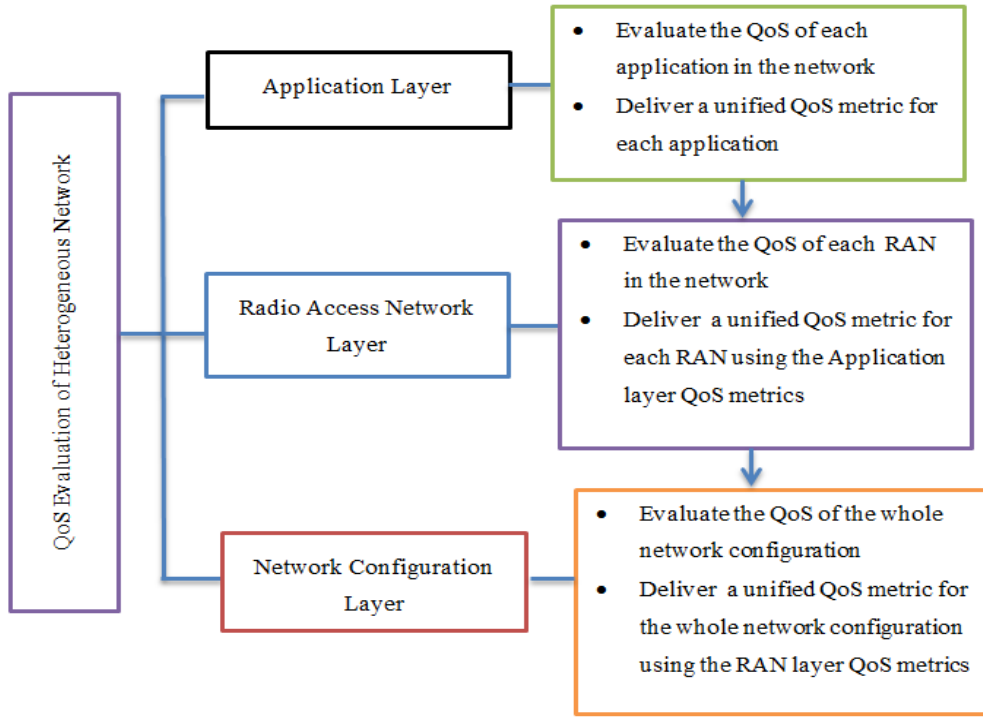 QoS Evaluation of Heterogeneous Network
Application Layer
• Evaluate the QoS of each
application in the network
• Deliver a unified QoS metric for
each application
Radio Access Network
Layer
• Evaluate the QoS of each RAN
in the network
• Deliver a unified QoS metric for
each RAN using the Application
layer QoS metrics
Network Configuration
Layer
• Evaluate the QoS of the whole
network configuration
• Deliver a unified QoS metric for
the whole network configuration
using the RAN layer QoS metrics